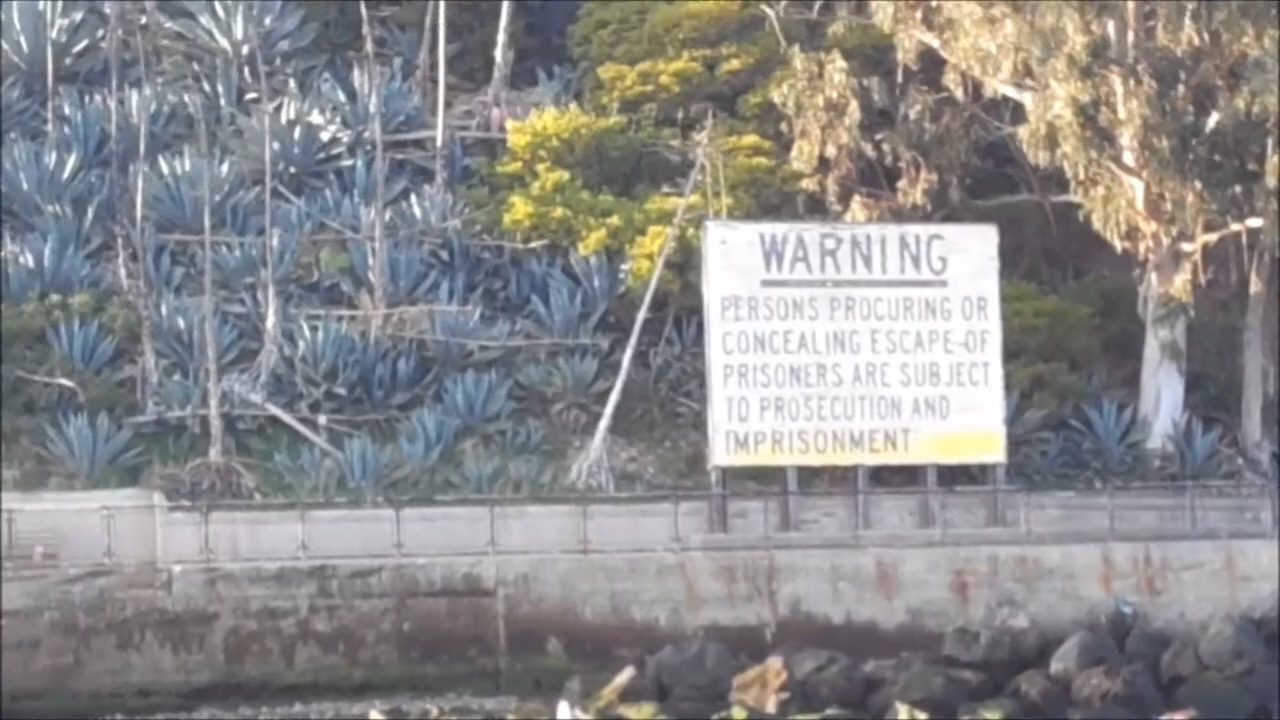 WARNING
PERSONS PROCURING OR
CONCEALING ESCAPE OF
PRISONERS ARE SUBJECT
TO PROSECUTION AND
IMPRISONMENT